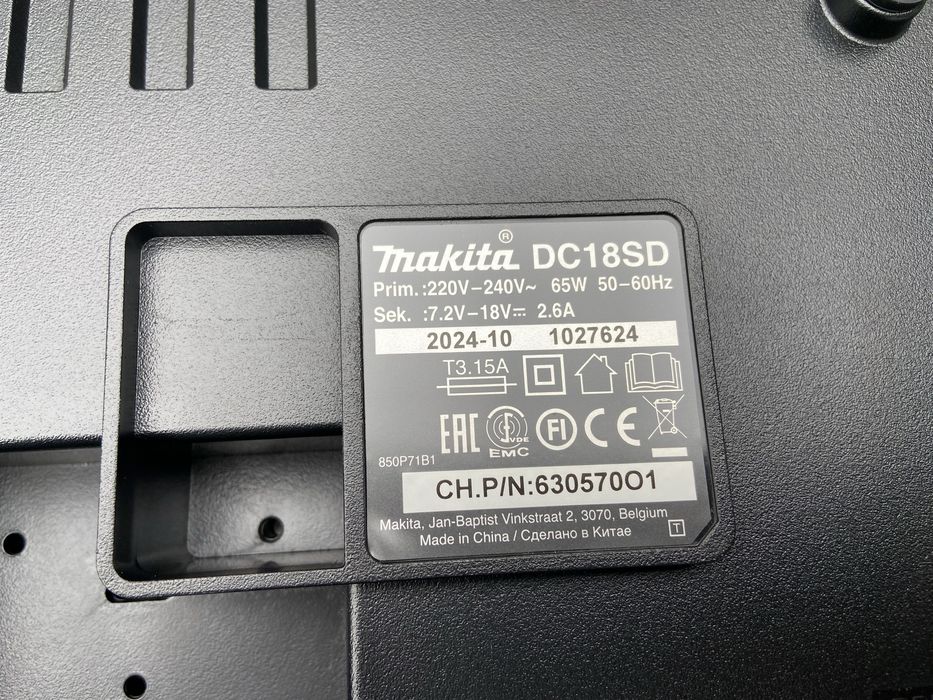 makita® DC18SD
Prim.:220V–240V~ 65W 50–60Hz
Sek. :7.2V–18V⎓ 2.6A
2024-10 1027624
T3.15A
EAC VDE EMC FI CE
850P71B1
CH.P/N:630570O1
Makita, Jan-Baptist Vinkstraat 2, 3070, Belgium
Made in China / Сделано в Китае
T